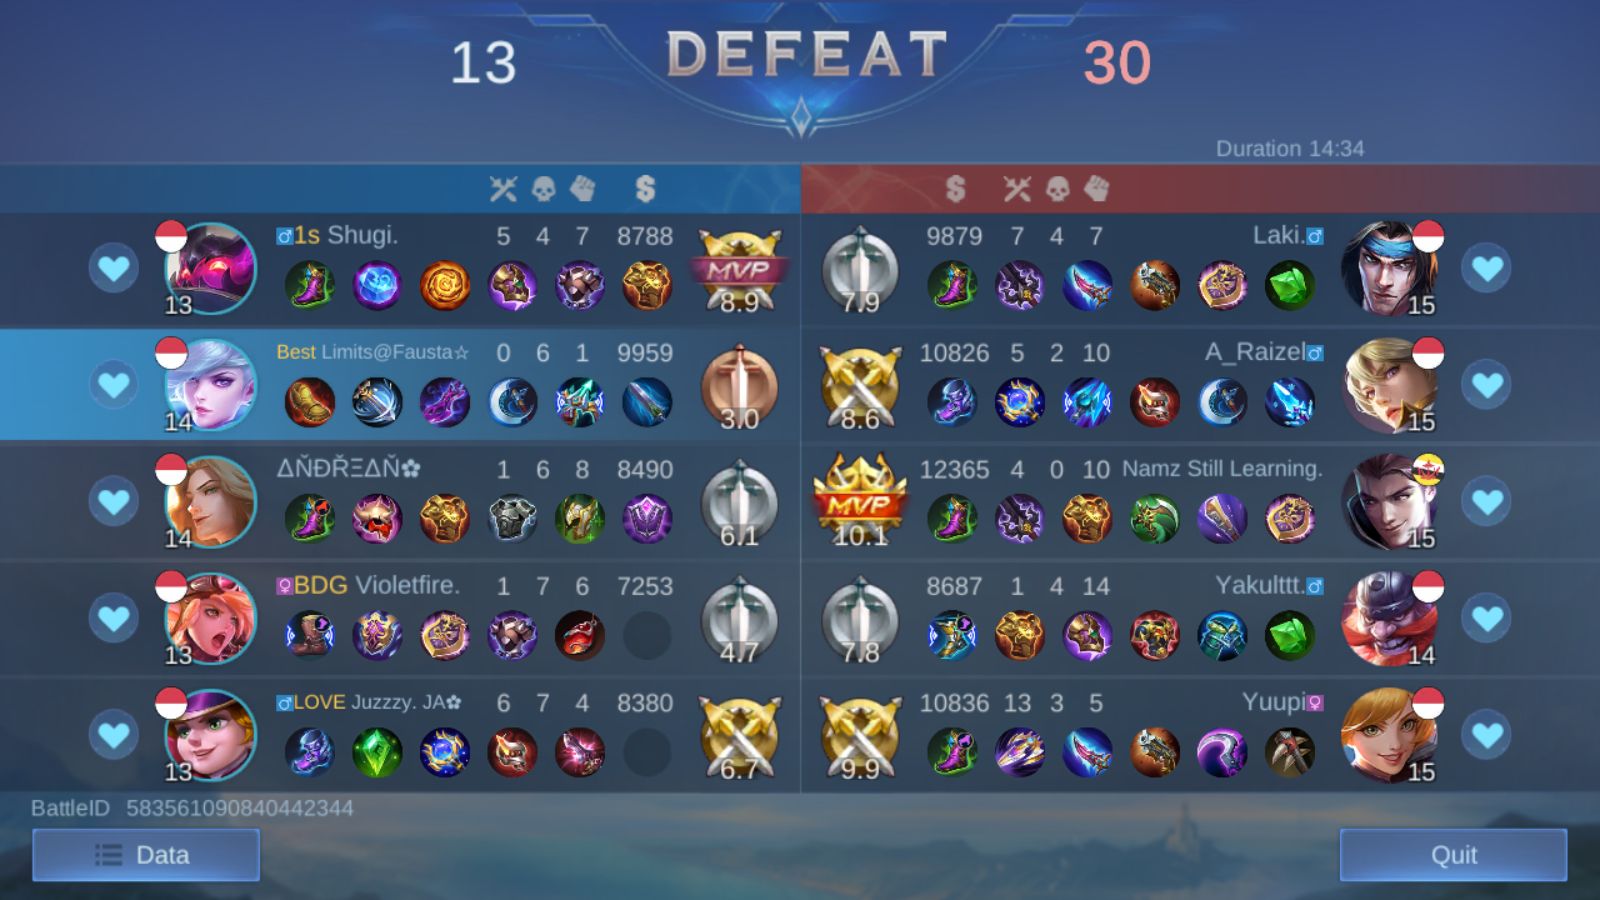 13 DEFEAT 30
Duration 14:34
1s Shugi. 5 4 7 8788 MVP 8.9 13
7.9 9879 7 4 7 Laki. 15
Best Limits@Fausta☆ 0 6 1 9959 3.0 14
8.6 10826 5 2 10 A_Raizel 15
ΔŇĐŘΞΔŇ✿ 1 6 8 8490 6.1 14
MVP 10.1 12365 4 0 10 Namz Still Learning. 15
BDG Violetfire. 1 7 6 7253 4.7 13
7.8 8687 1 4 14 Yakulttt. 14
LOVE Juzzzy. JA✿ 6 7 4 8380 6.7 13
9.9 10836 13 3 5 Yuupi 15
BattleID 583561090840442344
Data
Quit